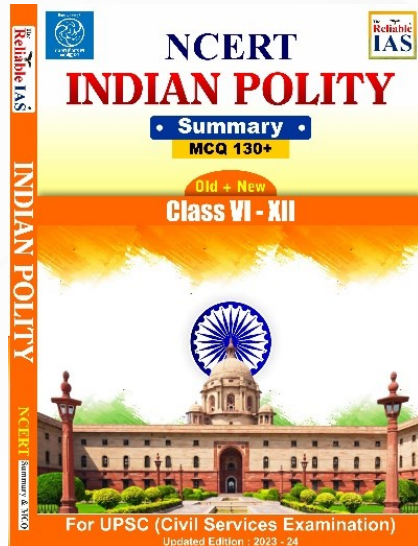 The
Reliable IAS
INDIAN POLITY
NCERT Summary & MCQ
The
Reliable
IAS
NCERT
INDIAN POLITY
• Summary •
MCQ 130+
Old + New
Class VI - XII
For UPSC (Civil Services Examination)
Updated Edition : 2023 - 24